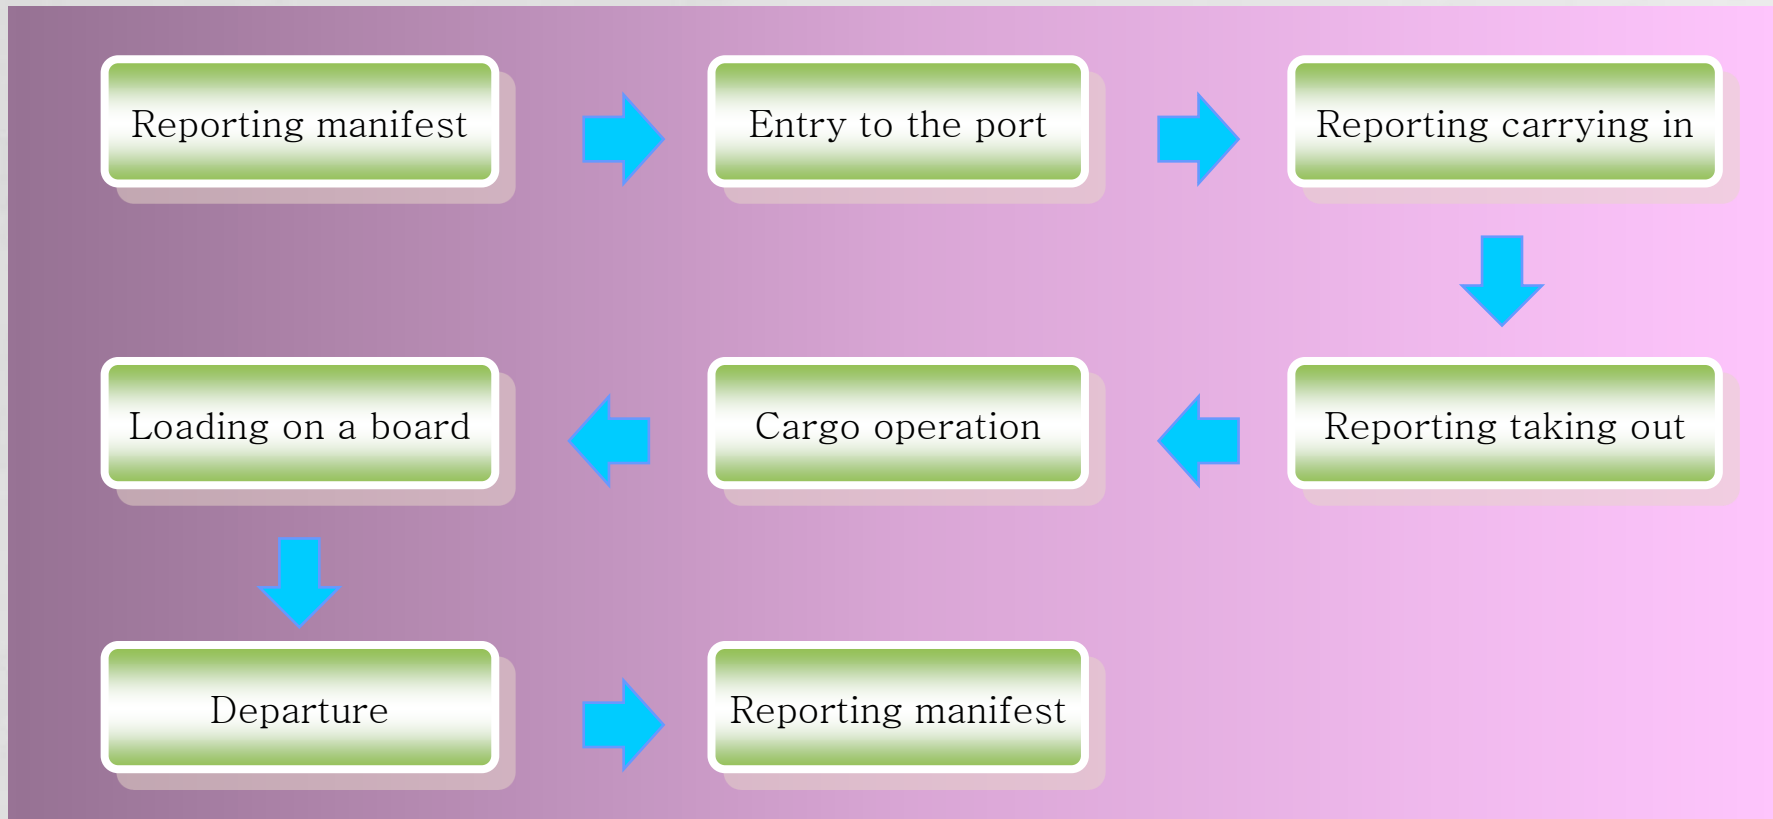 Reporting manifest
Entry to the port
Reporting carrying in
Reporting taking out
Cargo operation
Loading on a board
Departure
Reporting manifest